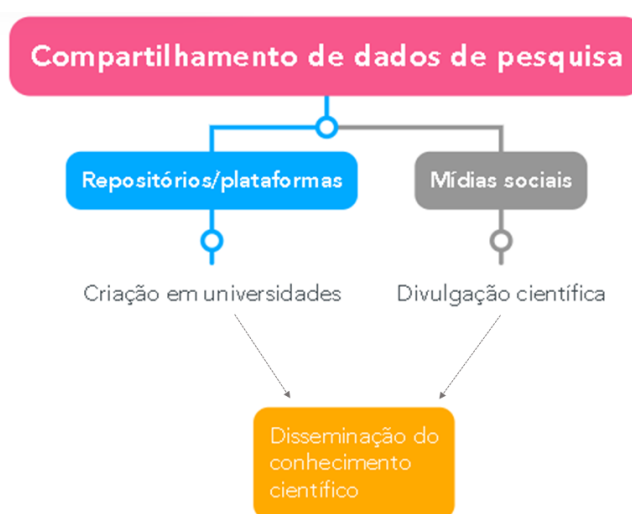 Compartilhamento de dados de pesquisa
Repositórios/plataformas
Mídias sociais
Criação em universidades
Divulgação científica
Disseminação do
conhecimento
científico